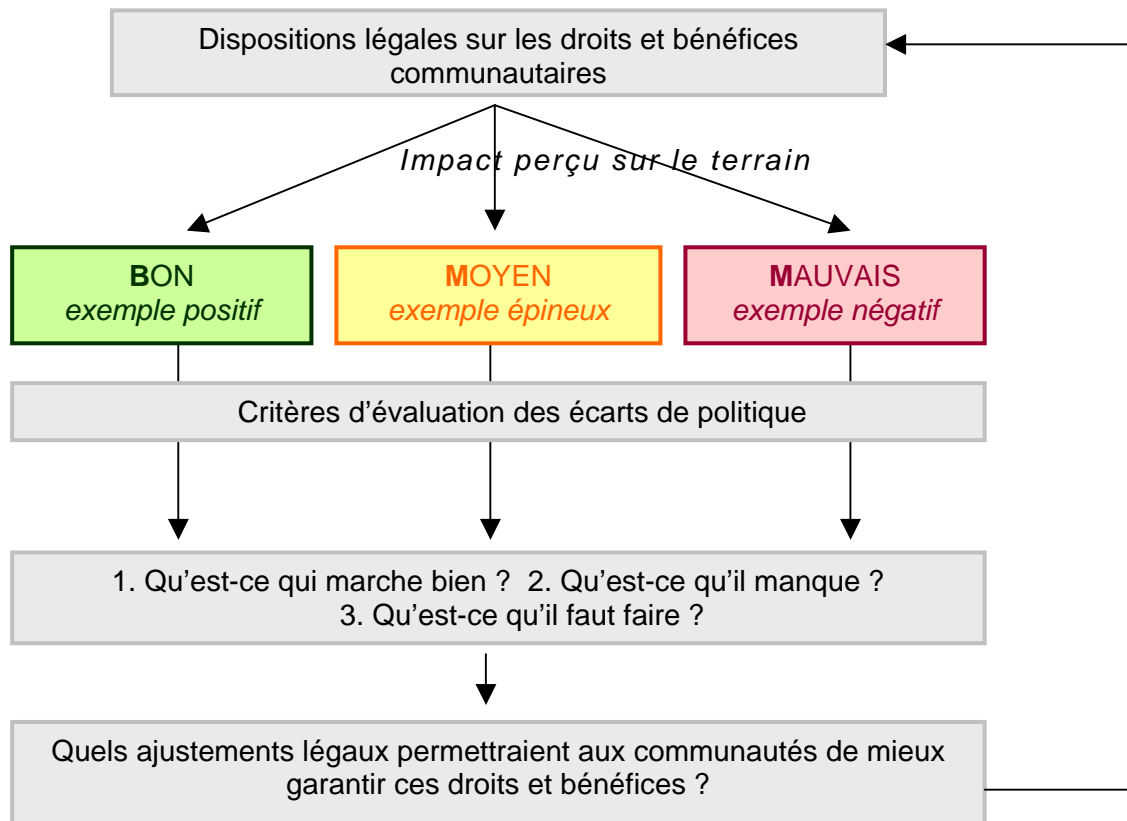 Dispositions légales sur les droits et bénéfices
communautaires
Impact perçu sur le terrain
BON
exemple positif
MOYEN
exemple épineux
MAUVAIS
exemple négatif
Critères d'évaluation des écarts de politique
1. Qu’est-ce qui marche bien ?  2. Qu’est-ce qu’il manque ?
3. Qu’est-ce qu’il faut faire ?
Quels ajustements légaux permettraient aux communautés de mieux
garantir ces droits et bénéfices ?